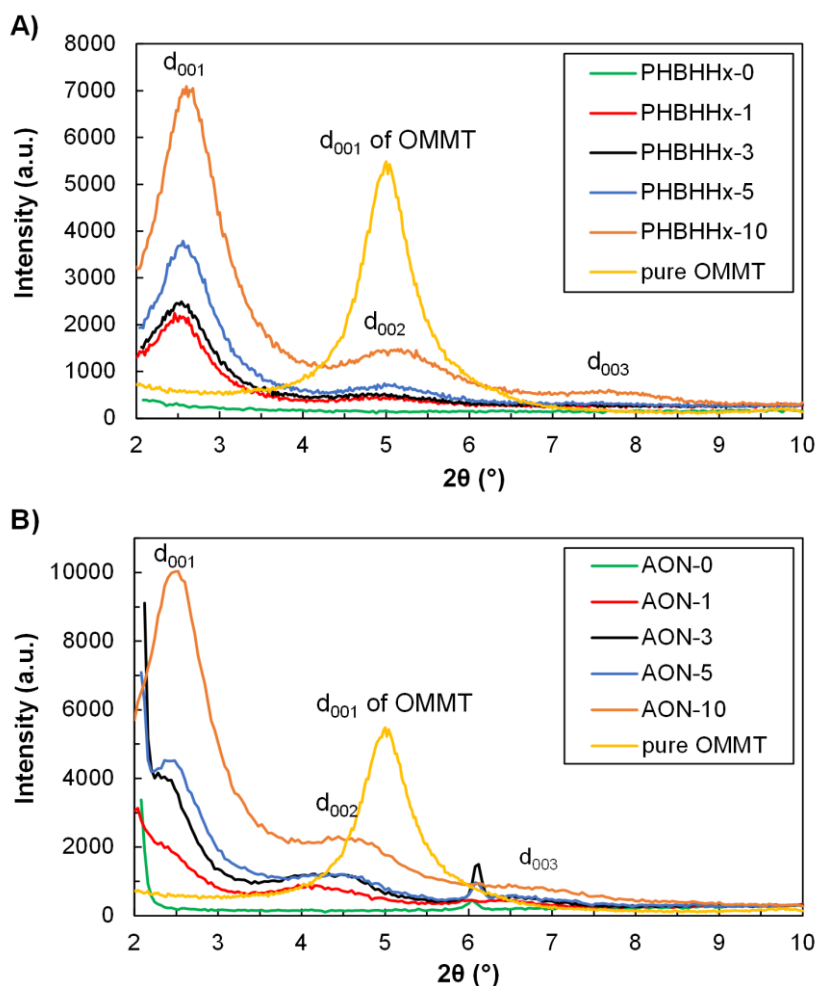 A)
8000
7000
6000
5000
4000
3000
2000
1000
0
Intensity (a.u.)
d001
d001 of OMMT
d002
d003
PHBHHx-0
PHBHHx-1
PHBHHx-3
PHBHHx-5
PHBHHx-10
pure OMMT
2 3 4 5 6 7 8 9 10
2θ (°)
B)
10000
8000
6000
4000
2000
0
Intensity (a.u.)
d001
d001 of OMMT
d002
d003
AON-0
AON-1
AON-3
AON-5
AON-10
pure OMMT
2 3 4 5 6 7 8 9 10
2θ (°)